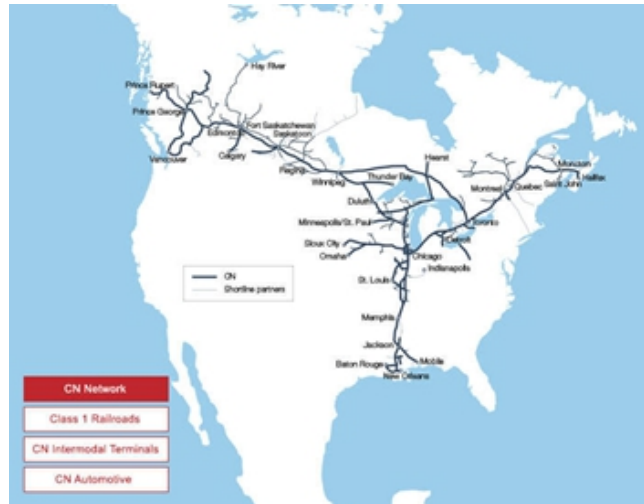 Hay River
Prince Rupert
Prince George
Fort Saskatchewan
Edmonton
Saskatoon
Vancouver
Calgary
Regina
Winnipeg
Thunder Bay
Hearst
Moncton
Halifax
Saint John
Quebec
Montreal
Duluth
Minneapolis/St. Paul
Toronto
Detroit
Sioux City
Omaha
Chicago
Indianapolis
St. Louis
CN
Shortline partners
Memphis
Jackson
Mobile
Baton Rouge
New Orleans
CN Network
Class 1 Railroads
CN Intermodal Terminals
CN Automotive